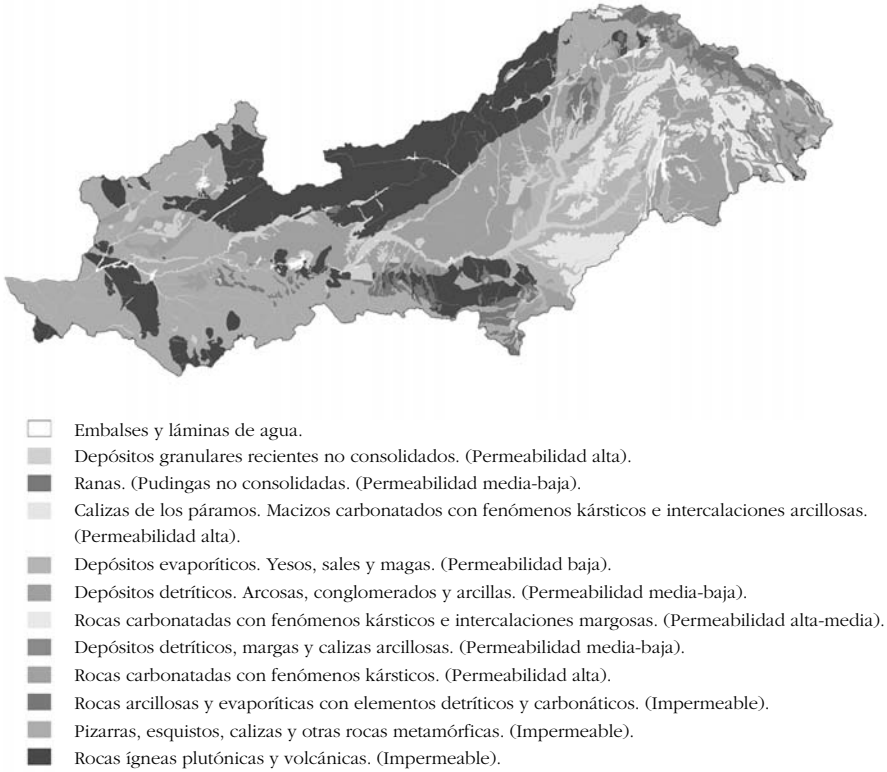 Embalses y láminas de agua.
Depósitos granulares recientes no consolidados. (Permeabilidad alta).
Ranas. (Pudingas no consolidadas. (Permeabilidad media-baja).
Calizas de los páramos. Macizos carbonatados con fenómenos kársticos e intercalaciones arcillosas.
(Permeabilidad alta).
Depósitos evaporíticos. Yesos, sales y magas. (Permeabilidad baja).
Depósitos detríticos. Arcosas, conglomerados y arcillas. (Permeabilidad media-baja).
Rocas carbonatadas con fenómenos kársticos e intercalaciones margosas. (Permeabilidad alta-media).
Depósitos detríticos, margas y calizas arcillosas. (Permeabilidad media-baja).
Rocas carbonatadas con fenómenos kársticos. (Permeabilidad alta).
Rocas arcillosas y evaporíticas con elementos detríticos y carbonáticos. (Impermeable).
Pizarras, esquistos, calizas y otras rocas metamórficas. (Impermeable).
Rocas ígneas plutónicas y volcánicas. (Impermeable).